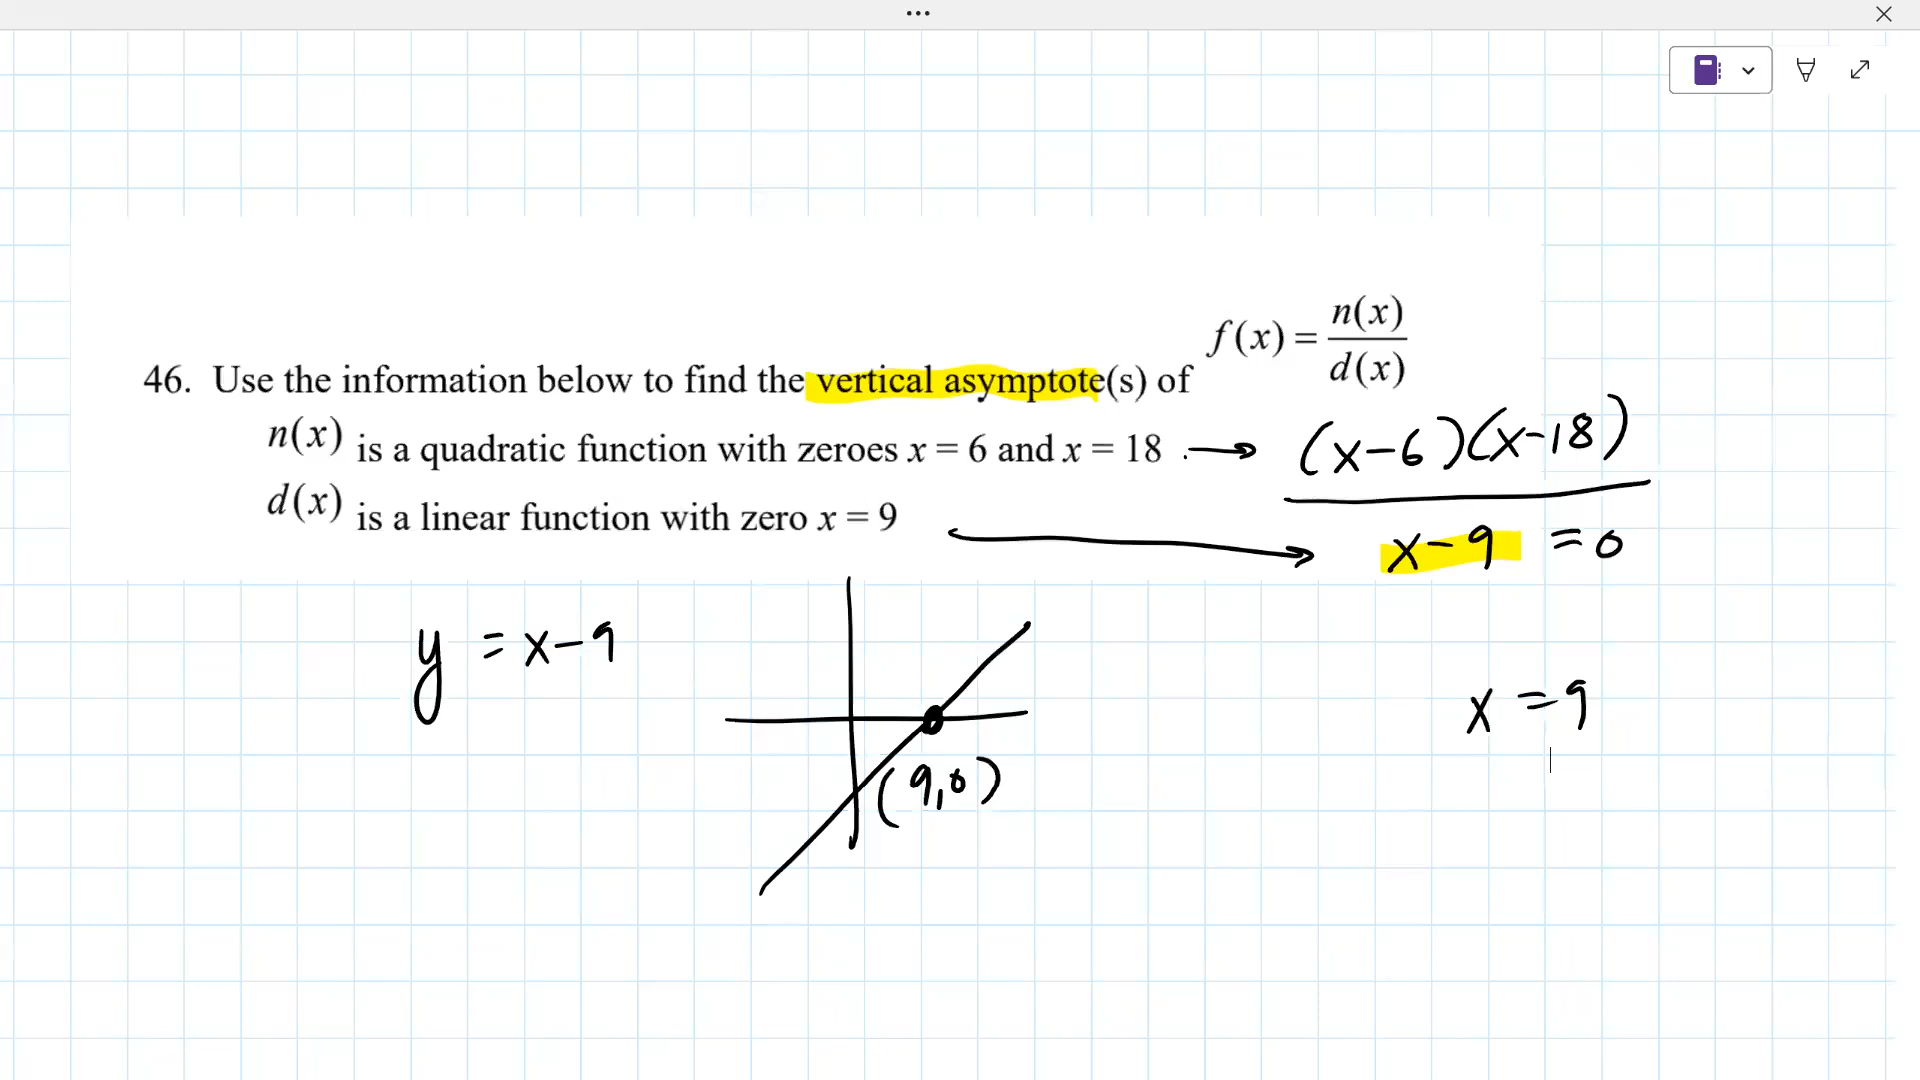 46. Use the information below to find the vertical asymptote(s) of f(x) = n(x) / d(x)
n(x) is a quadratic function with zeroes x = 6 and x = 18 → (x-6)(x-18)
d(x) is a linear function with zero x = 9 → x-9 = 0
y = x-9
x = 9
(9,0)